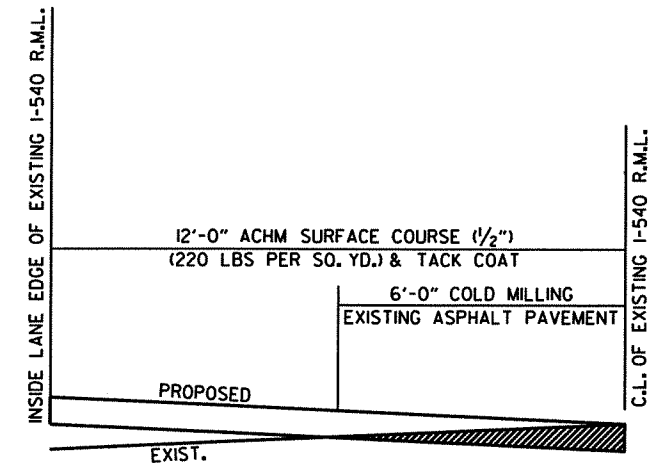 INSIDE LANE EDGE OF EXISTING I-540 R.M.L.
12'-0" ACHM SURFACE COURSE (1/2")
(220 LBS PER SQ. YD.) & TACK COAT
6'-0" COLD MILLING
EXISTING ASPHALT PAVEMENT
C.L. OF EXISTING I-540 R.M.L.
PROPOSED
EXIST.